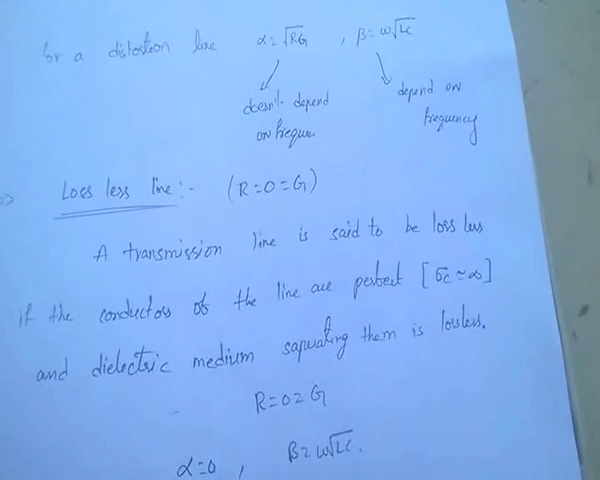 for a distortion line α=√RG , β=ω√LC
doesn't depend
on frequen
depend on
frequency
Loss less line:- (R=0=G)
A transmission line is said to be loss less
if the conductors of the line are perfect [σc≃∞]
and dielectric medium saperating them is lossless.
R=0=G
α=0, β=ω√LC.